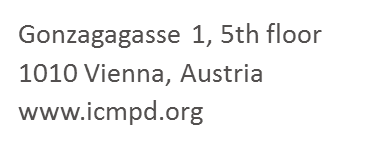 Gonzagagasse 1, 5th floor
1010 Vienna, Austria
www.icmpd.org